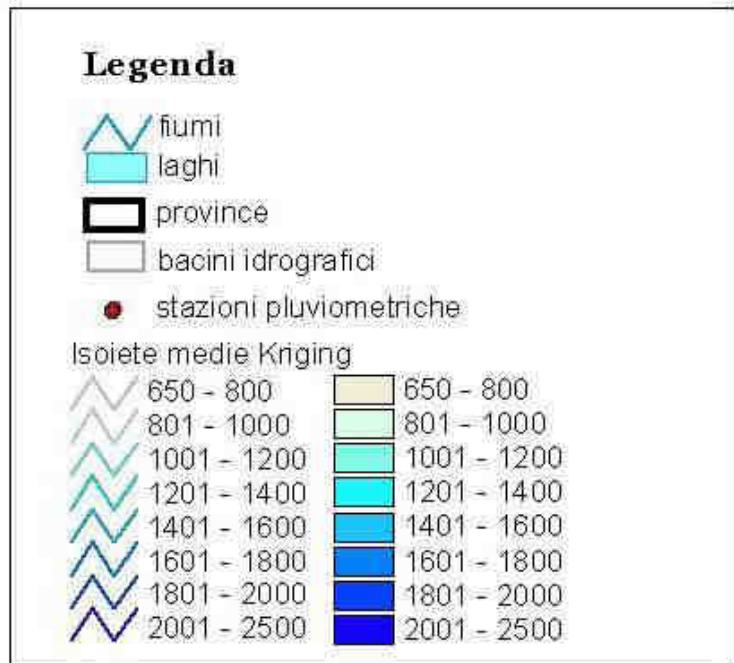 Legenda
fiumi
laghi
province
bacini idrografici
stazioni pluviometriche
Isoiete medie Kriging
650 - 800 650 - 800
801 - 1000 801 - 1000
1001 - 1200 1001 - 1200
1201 - 1400 1201 - 1400
1401 - 1600 1401 - 1600
1601 - 1800 1601 - 1800
1801 - 2000 1801 - 2000
2001 - 2500 2001 - 2500